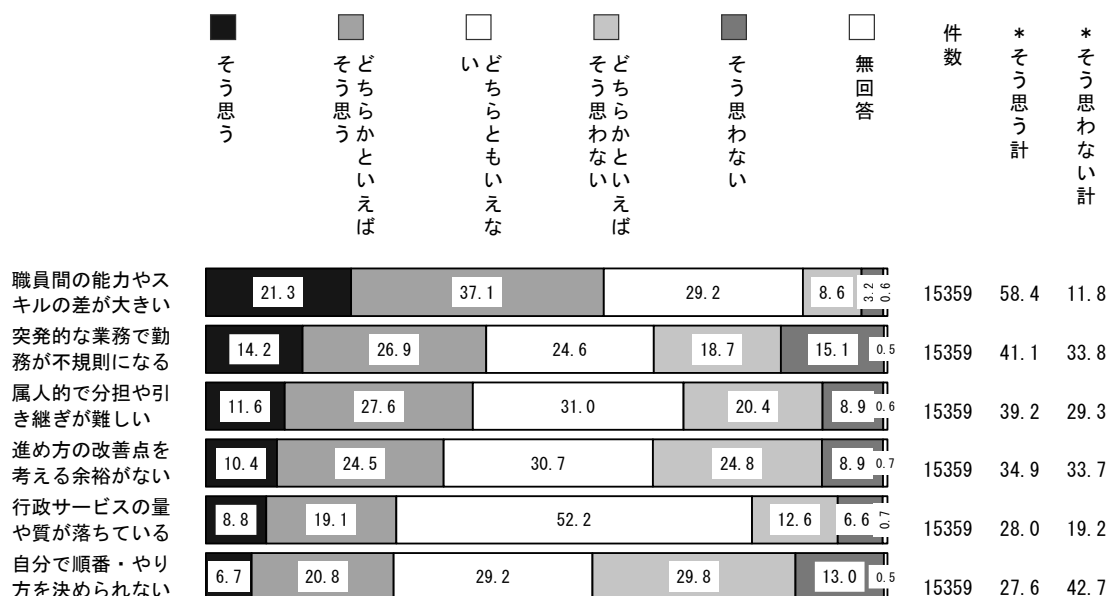 そう思う
どちらかといえば
そう思う
どちらともいえな
い
どちらかといえば
そう思わない
そう思わない
無回答
件数
*そう思う計
*そう思わない計
職員間の能力やス
キルの差が大きい
21.3 37.1 29.2 8.6 3.2 0.6 15359 58.4 11.8
突発的な業務で勤
務が不規則になる
14.2 26.9 24.6 18.7 15.1 0.5 15359 41.1 33.8
属人的で分担や引
き継ぎが難しい
11.6 27.6 31.0 20.4 8.9 0.6 15359 39.2 29.3
進め方の改善点を
考える余裕がない
10.4 24.5 30.7 24.8 8.9 0.7 15359 34.9 33.7
行政サービスの量
や質が落ちている
8.8 19.1 52.2 12.6 6.6 0.7 15359 28.0 19.2
自分で順番・やり
方を決められない
6.7 20.8 29.2 29.8 13.0 0.5 15359 27.6 42.7